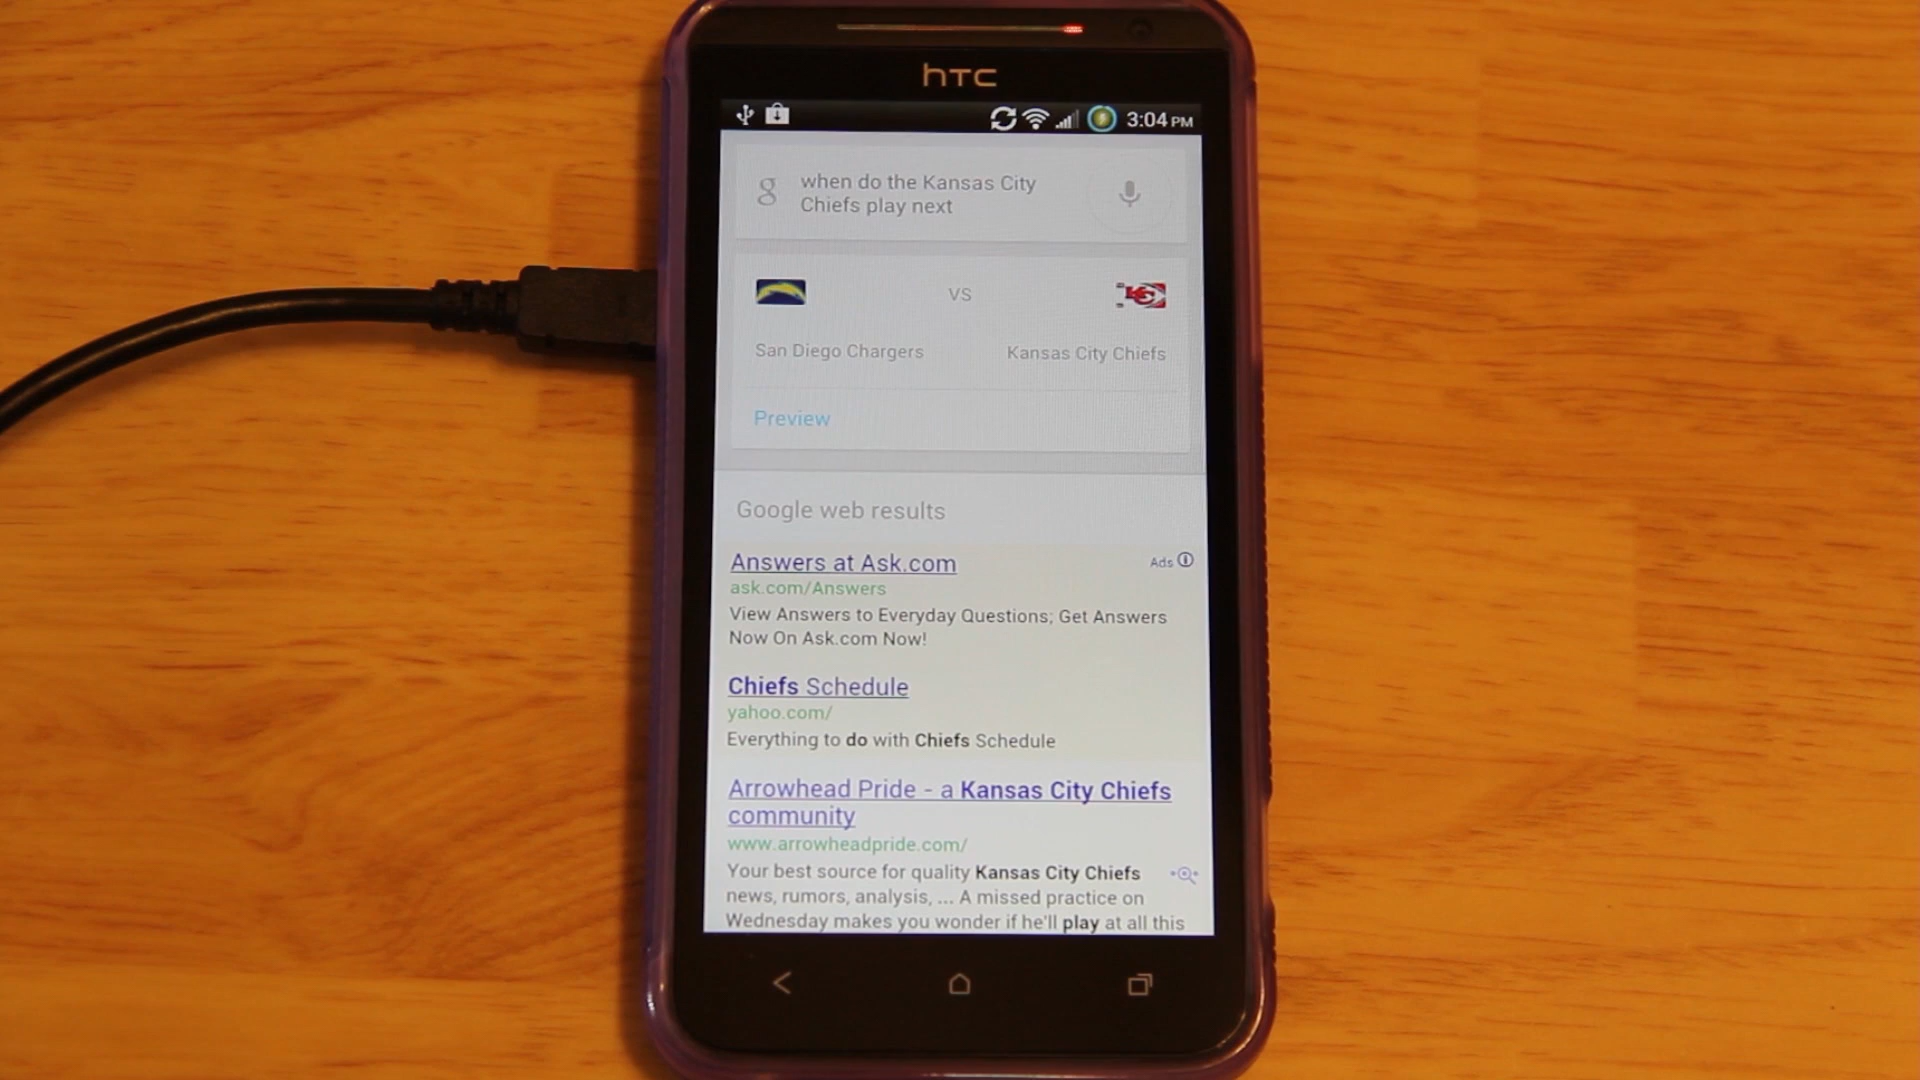 hTC
3:04 PM
g
when do the Kansas City
Chiefs play next
VS
San Diego Chargers
Kansas City Chiefs
Preview
Google web results
Answers at Ask.com
Ads
ask.com/Answers
View Answers to Everyday Questions; Get Answers
Now On Ask.com Now!
Chiefs Schedule
yahoo.com/
Everything to do with Chiefs Schedule
Arrowhead Pride - a Kansas City Chiefs
community
www.arrowheadpride.com/
Your best source for quality Kansas City Chiefs
news, rumors, analysis, ... A missed practice on
Wednesday makes you wonder if he'll play at all this